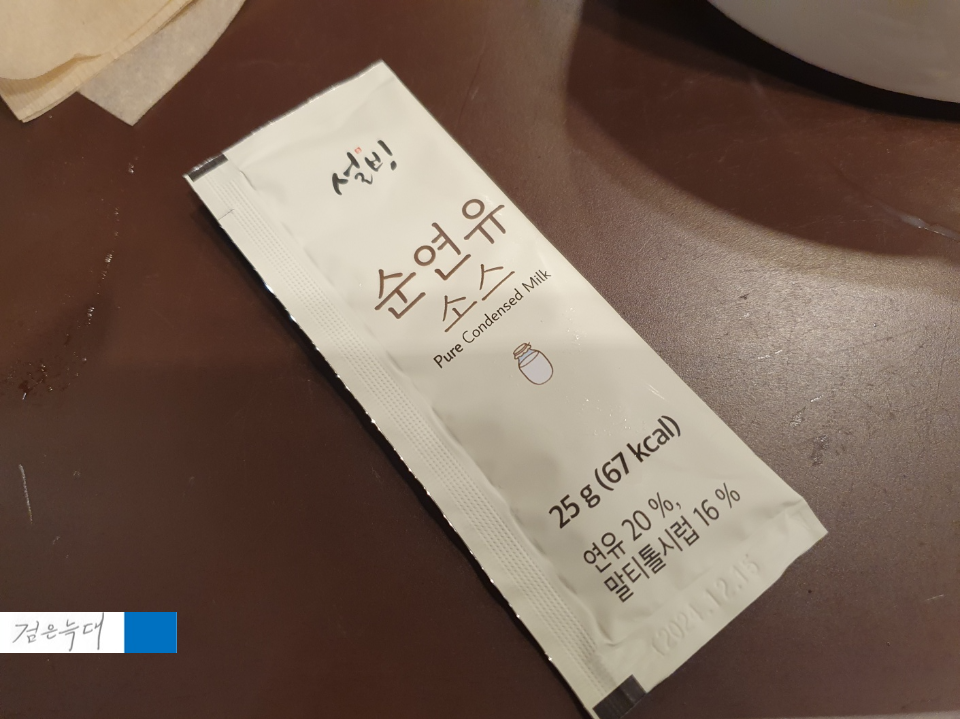 설빙
순연유
소스
Pure Condensed Milk
25 g (67 kcal)
연유 20 %,
말티톨시럽 16 %
(2021.12.15
검은늑대